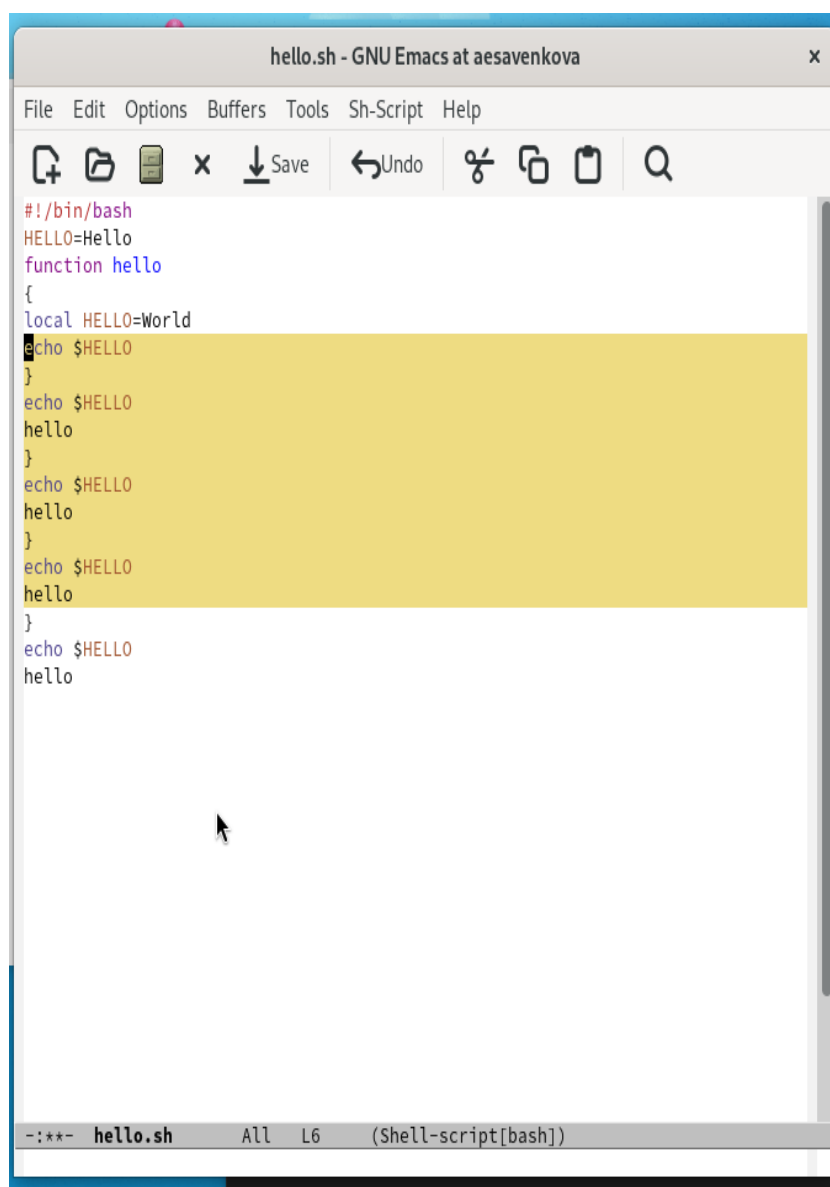 hello.sh - GNU Emacs at aesavenkova
File Edit Options Buffers Tools Sh-Script Help
Save Undo
#!/bin/bash
HELLO=Hello
function hello
{
local HELLO=World
echo $HELLO
}
echo $HELLO
hello
}
echo $HELLO
hello
}
echo $HELLO
hello
}
echo $HELLO
hello
-:**- hello.sh All L6 (Shell-script[bash])